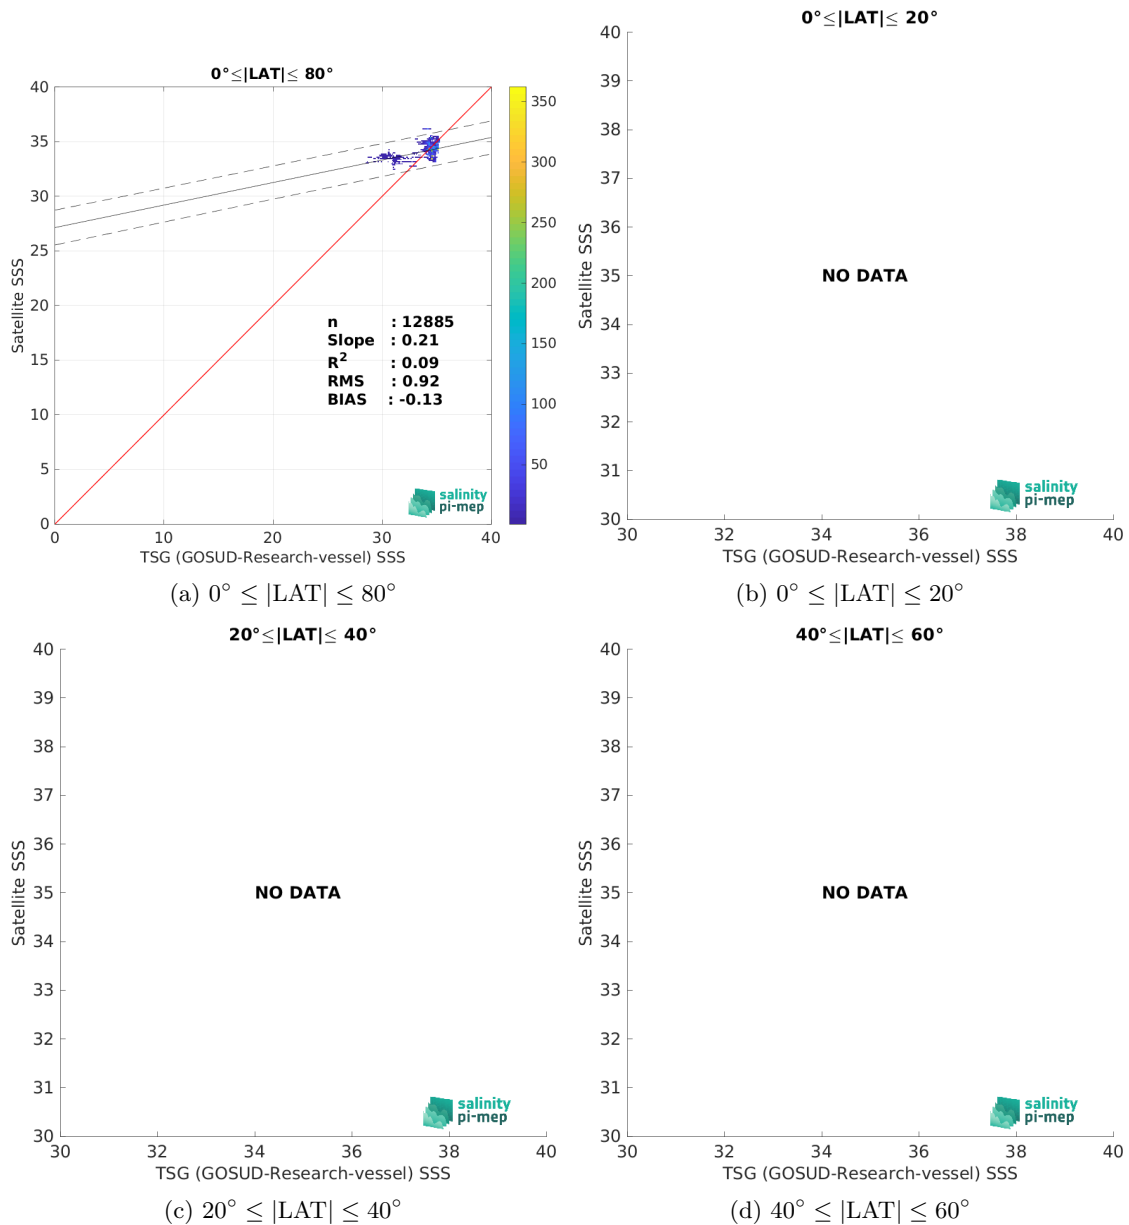 0°≤|LAT|≤ 80°
Satellite SSS
40
35
30
25
20
15
10
5
0
0 10 20 30 40
TSG (GOSUD-Research-vessel) SSS
n : 12885
Slope : 0.21
R² : 0.09
RMS : 0.92
BIAS : -0.13
salinity
pi-mep
350
300
250
200
150
100
50
(a) 0° ≤ |LAT| ≤ 80°
0°≤|LAT|≤ 20°
Satellite SSS
40
39
38
37
36
35
34
33
32
31
30
NO DATA
salinity
pi-mep
30 32 34 36 38 40
TSG (GOSUD-Research-vessel) SSS
(b) 0° ≤ |LAT| ≤ 20°
20°≤|LAT|≤ 40°
Satellite SSS
40
39
38
37
36
35
34
33
32
31
30
NO DATA
salinity
pi-mep
30 32 34 36 38 40
TSG (GOSUD-Research-vessel) SSS
(c) 20° ≤ |LAT| ≤ 40°
40°≤|LAT|≤ 60°
Satellite SSS
40
39
38
37
36
35
34
33
32
31
30
NO DATA
salinity
pi-mep
30 32 34 36 38 40
TSG (GOSUD-Research-vessel) SSS
(d) 40° ≤ |LAT| ≤ 60°